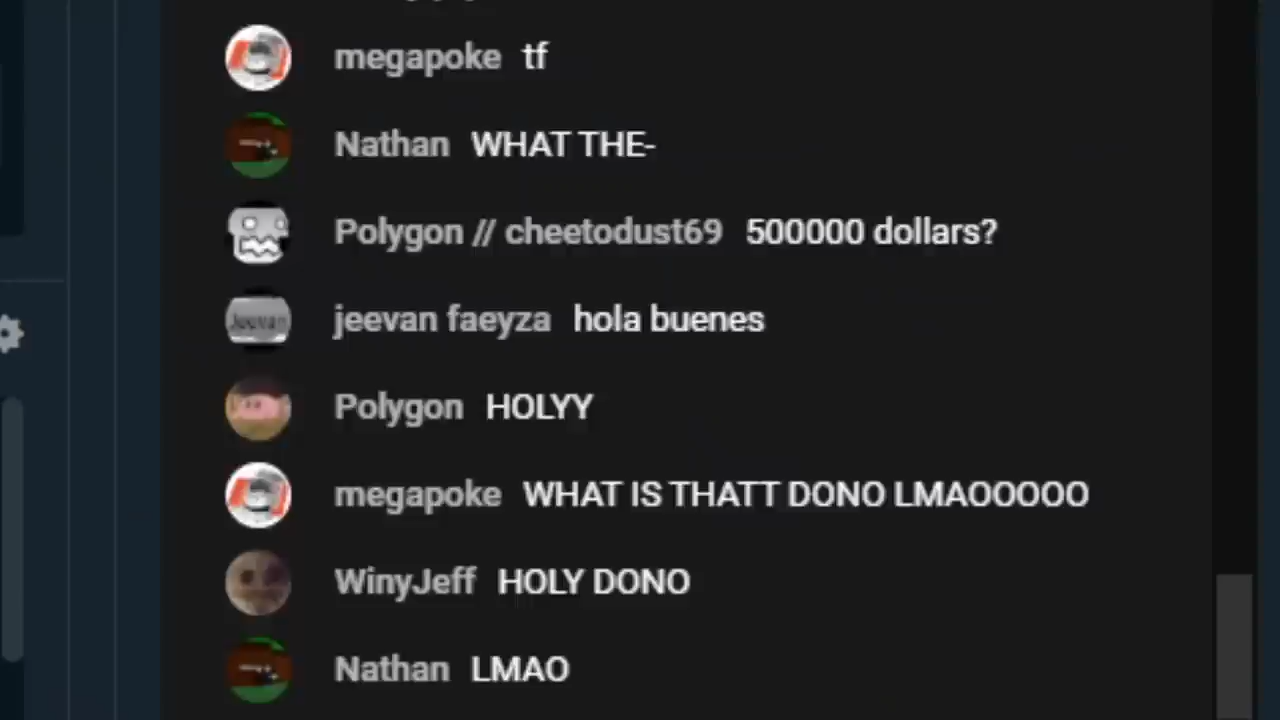 megapoke tf
Nathan WHAT THE-
Polygon // cheetodust69 500000 dollars?
Jeevan
jeevan faeyza hola buenes
Polygon HOLYY
megapoke WHAT IS THATT DONO LMAOOOOO
WinyJeff HOLY DONO
Nathan LMAO